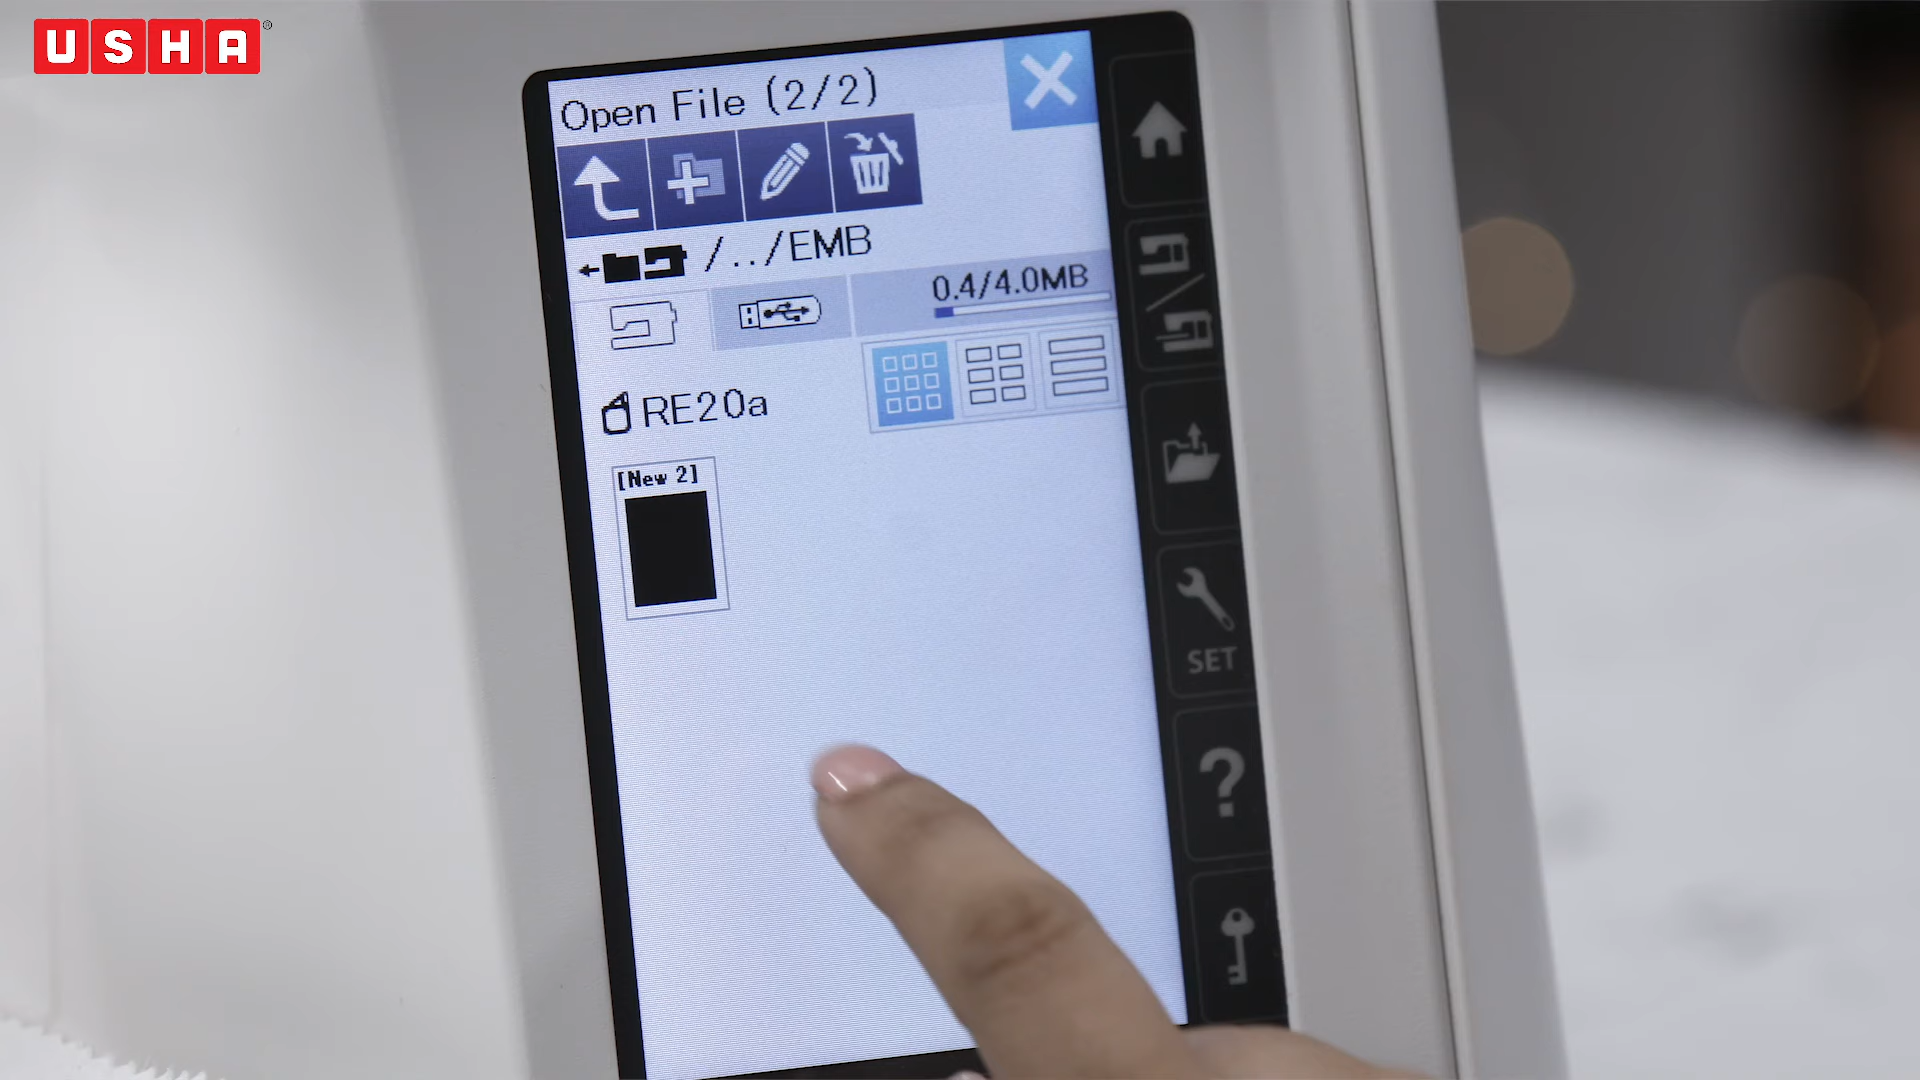 USHA®
Open File (2/2)
/../EMB
0.4/4.0MB
RE20a
[New 2]
SET
?